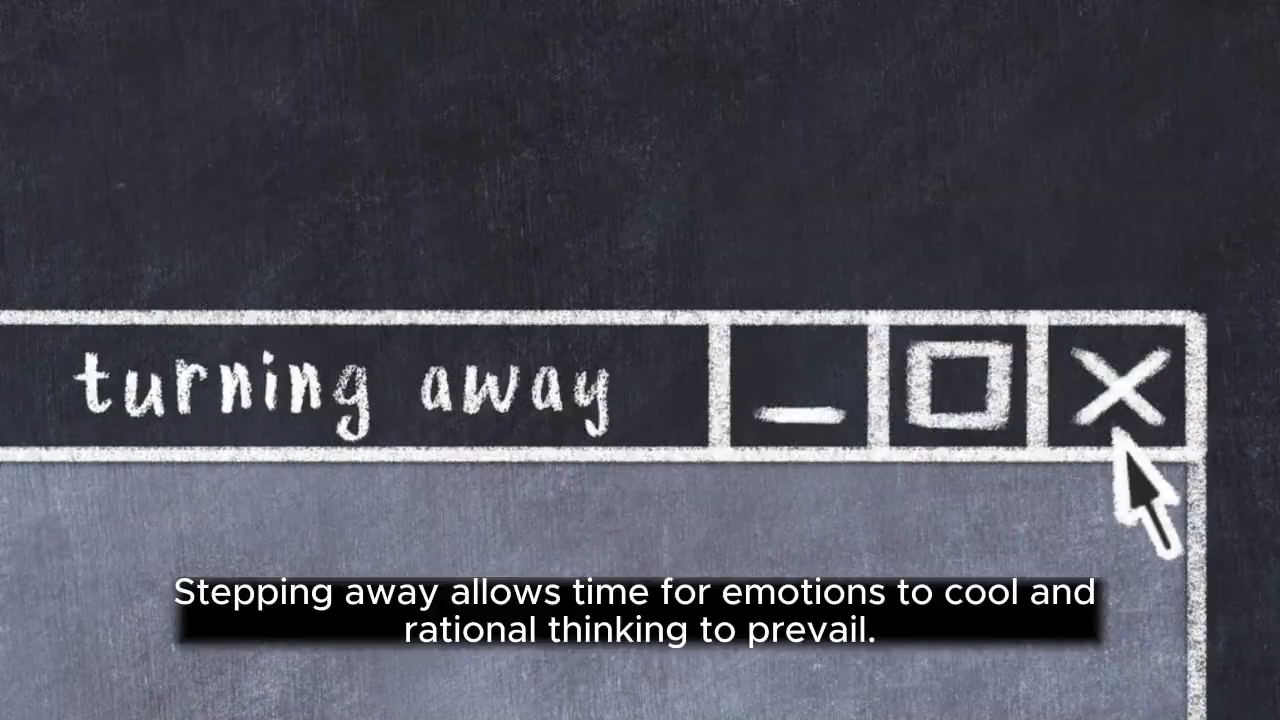 turning away
Stepping away allows time for emotions to cool and
rational thinking to prevail.